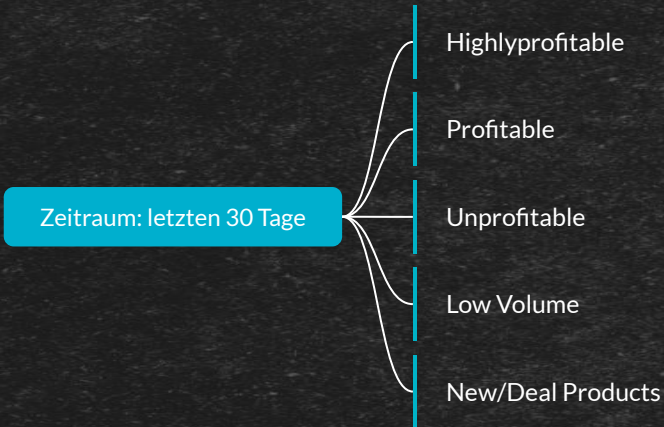 Highlyprofitable
Profitable
Zeitraum: letzten 30 Tage
Unprofitable
Low Volume
New/Deal Products